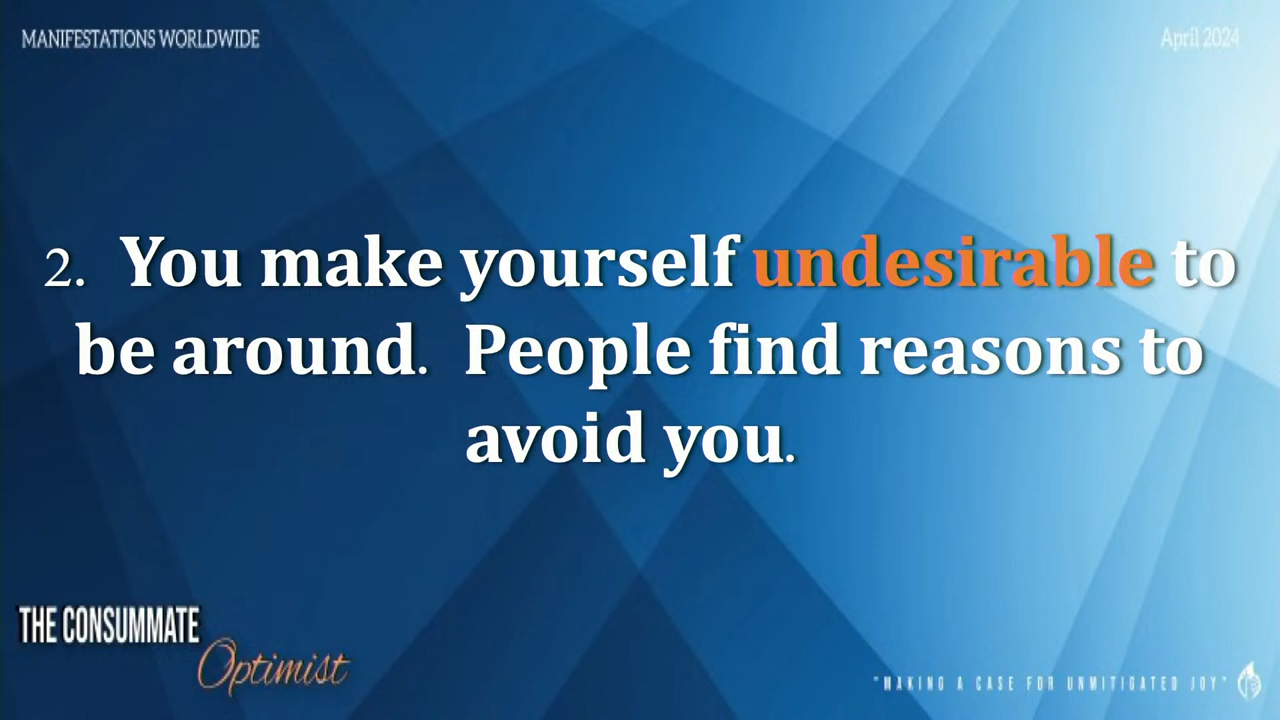 MANIFESTATIONS WORLDWIDE
April 2024
2. You make yourself undesirable to
be around. People find reasons to
avoid you.
THE CONSUMMATE
Optimist
"MAKING A CASE FOR UNMITIGATED JOY"